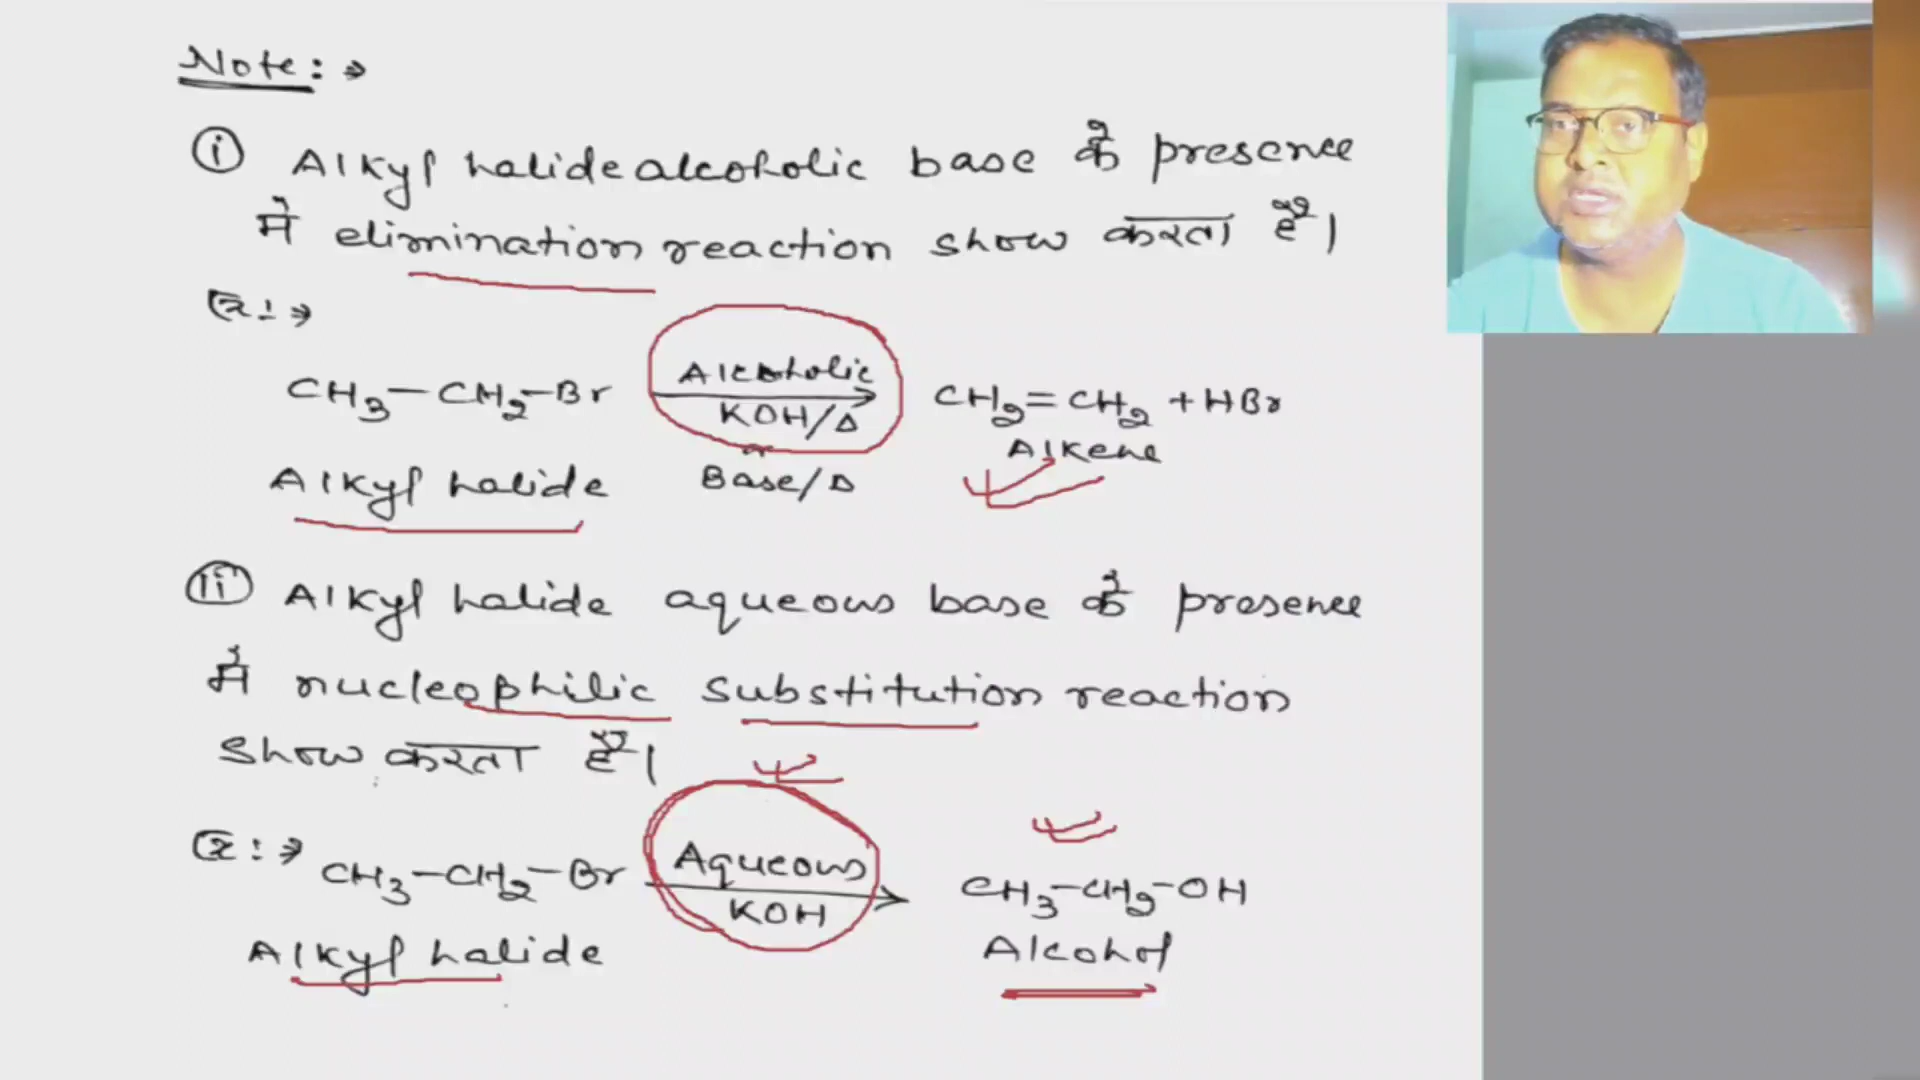 Note:→
(i) Alkyl halide alcoholic base के presence
में elimination reaction show करता है।
Ex:→
CH3-CH2-Br Alcoholic KOH/Δ CH2=CH2 + HBr
or Alkene
Alkyl halide Base/Δ
(ii) Alkyl halide aqueous base के presence
में nucleophilic substitution reaction
show करता है।
Ex:→ CH3-CH2-Br Aqueous KOH CH3-CH2-OH
Alkyl halide Alcohol